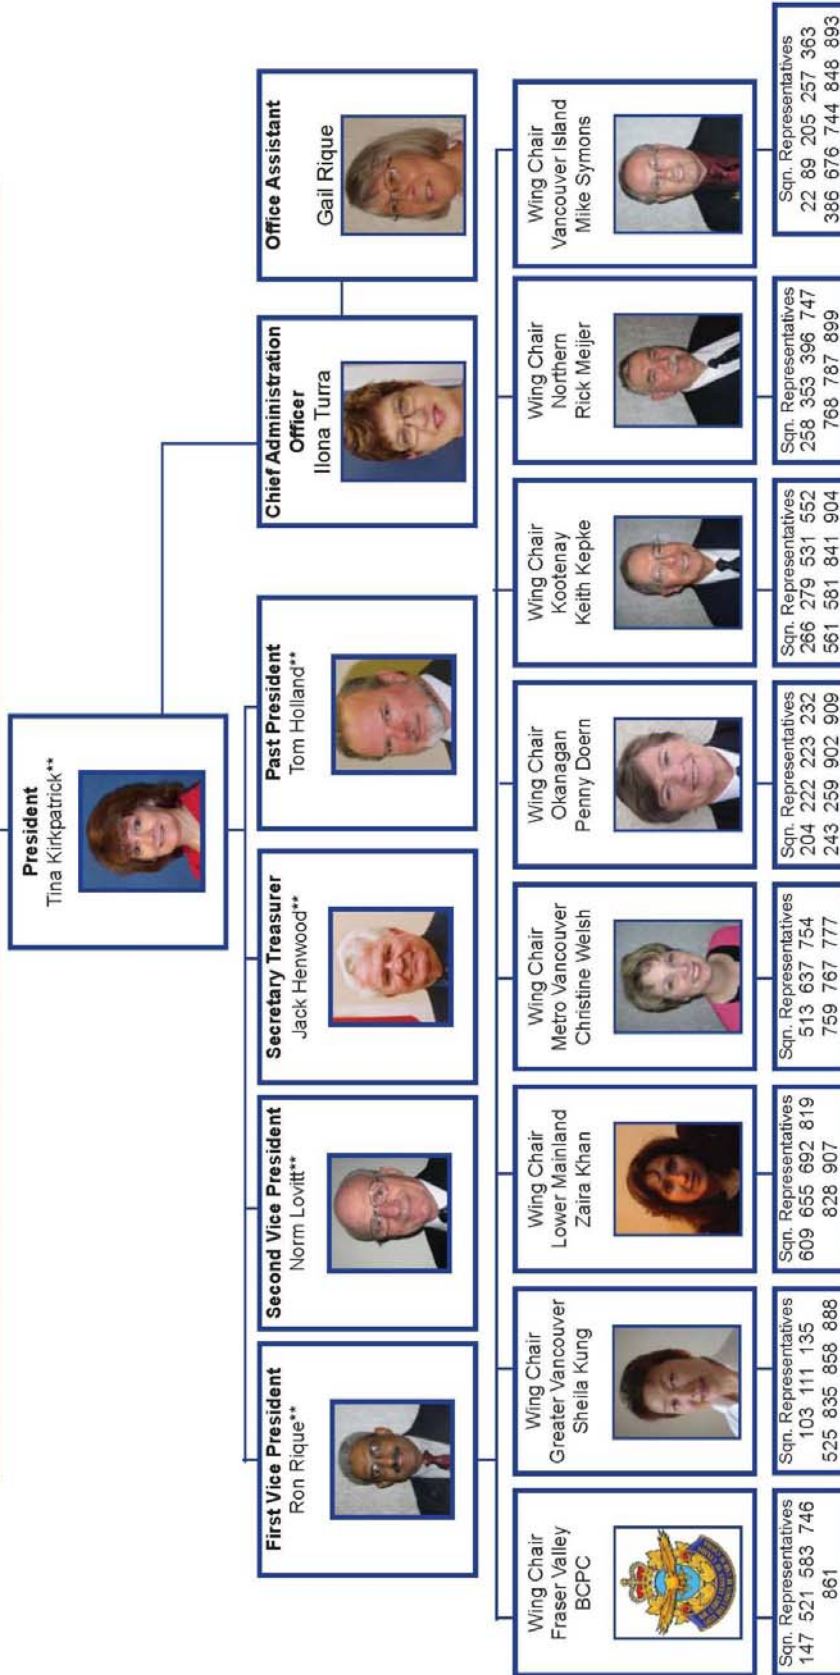 President
Tina Kirkpatrick**
First Vice President
Ron Rique**
Second Vice President
Norm Lovitt**
Secretary Treasurer
Jack Henwood**
Past President
Tom Holland**
Chief Administration
Officer
Ilona Turra
Office Assistant
Gail Rique
Wing Chair
Fraser Valley
BCPC
Wing Chair
Greater Vancouver
Sheila Kung
Wing Chair
Lower Mainland
Zaira Khan
Wing Chair
Metro Vancouver
Christine Welsh
Wing Chair
Okanagan
Penny Doern
Wing Chair
Kootenay
Keith Kepke
Wing Chair
Northern
Rick Meijer
Wing Chair
Vancouver Island
Mike Symons
Sqn. Representatives
147 521 583 746
861
Sqn. Representatives
103 111 135
525 835 858 888
Sqn. Representatives
609 655 692 819
828 907
Sqn. Representatives
513 637 754
759 767 777
Sqn. Representatives
204 222 223 232
243 259 902 909
Sqn. Representatives
266 279 531 552
561 581 841 904
Sqn. Representatives
258 353 396 747
768 787 899
Sqn. Representatives
22 89 205 257 363
386 676 744 848 893